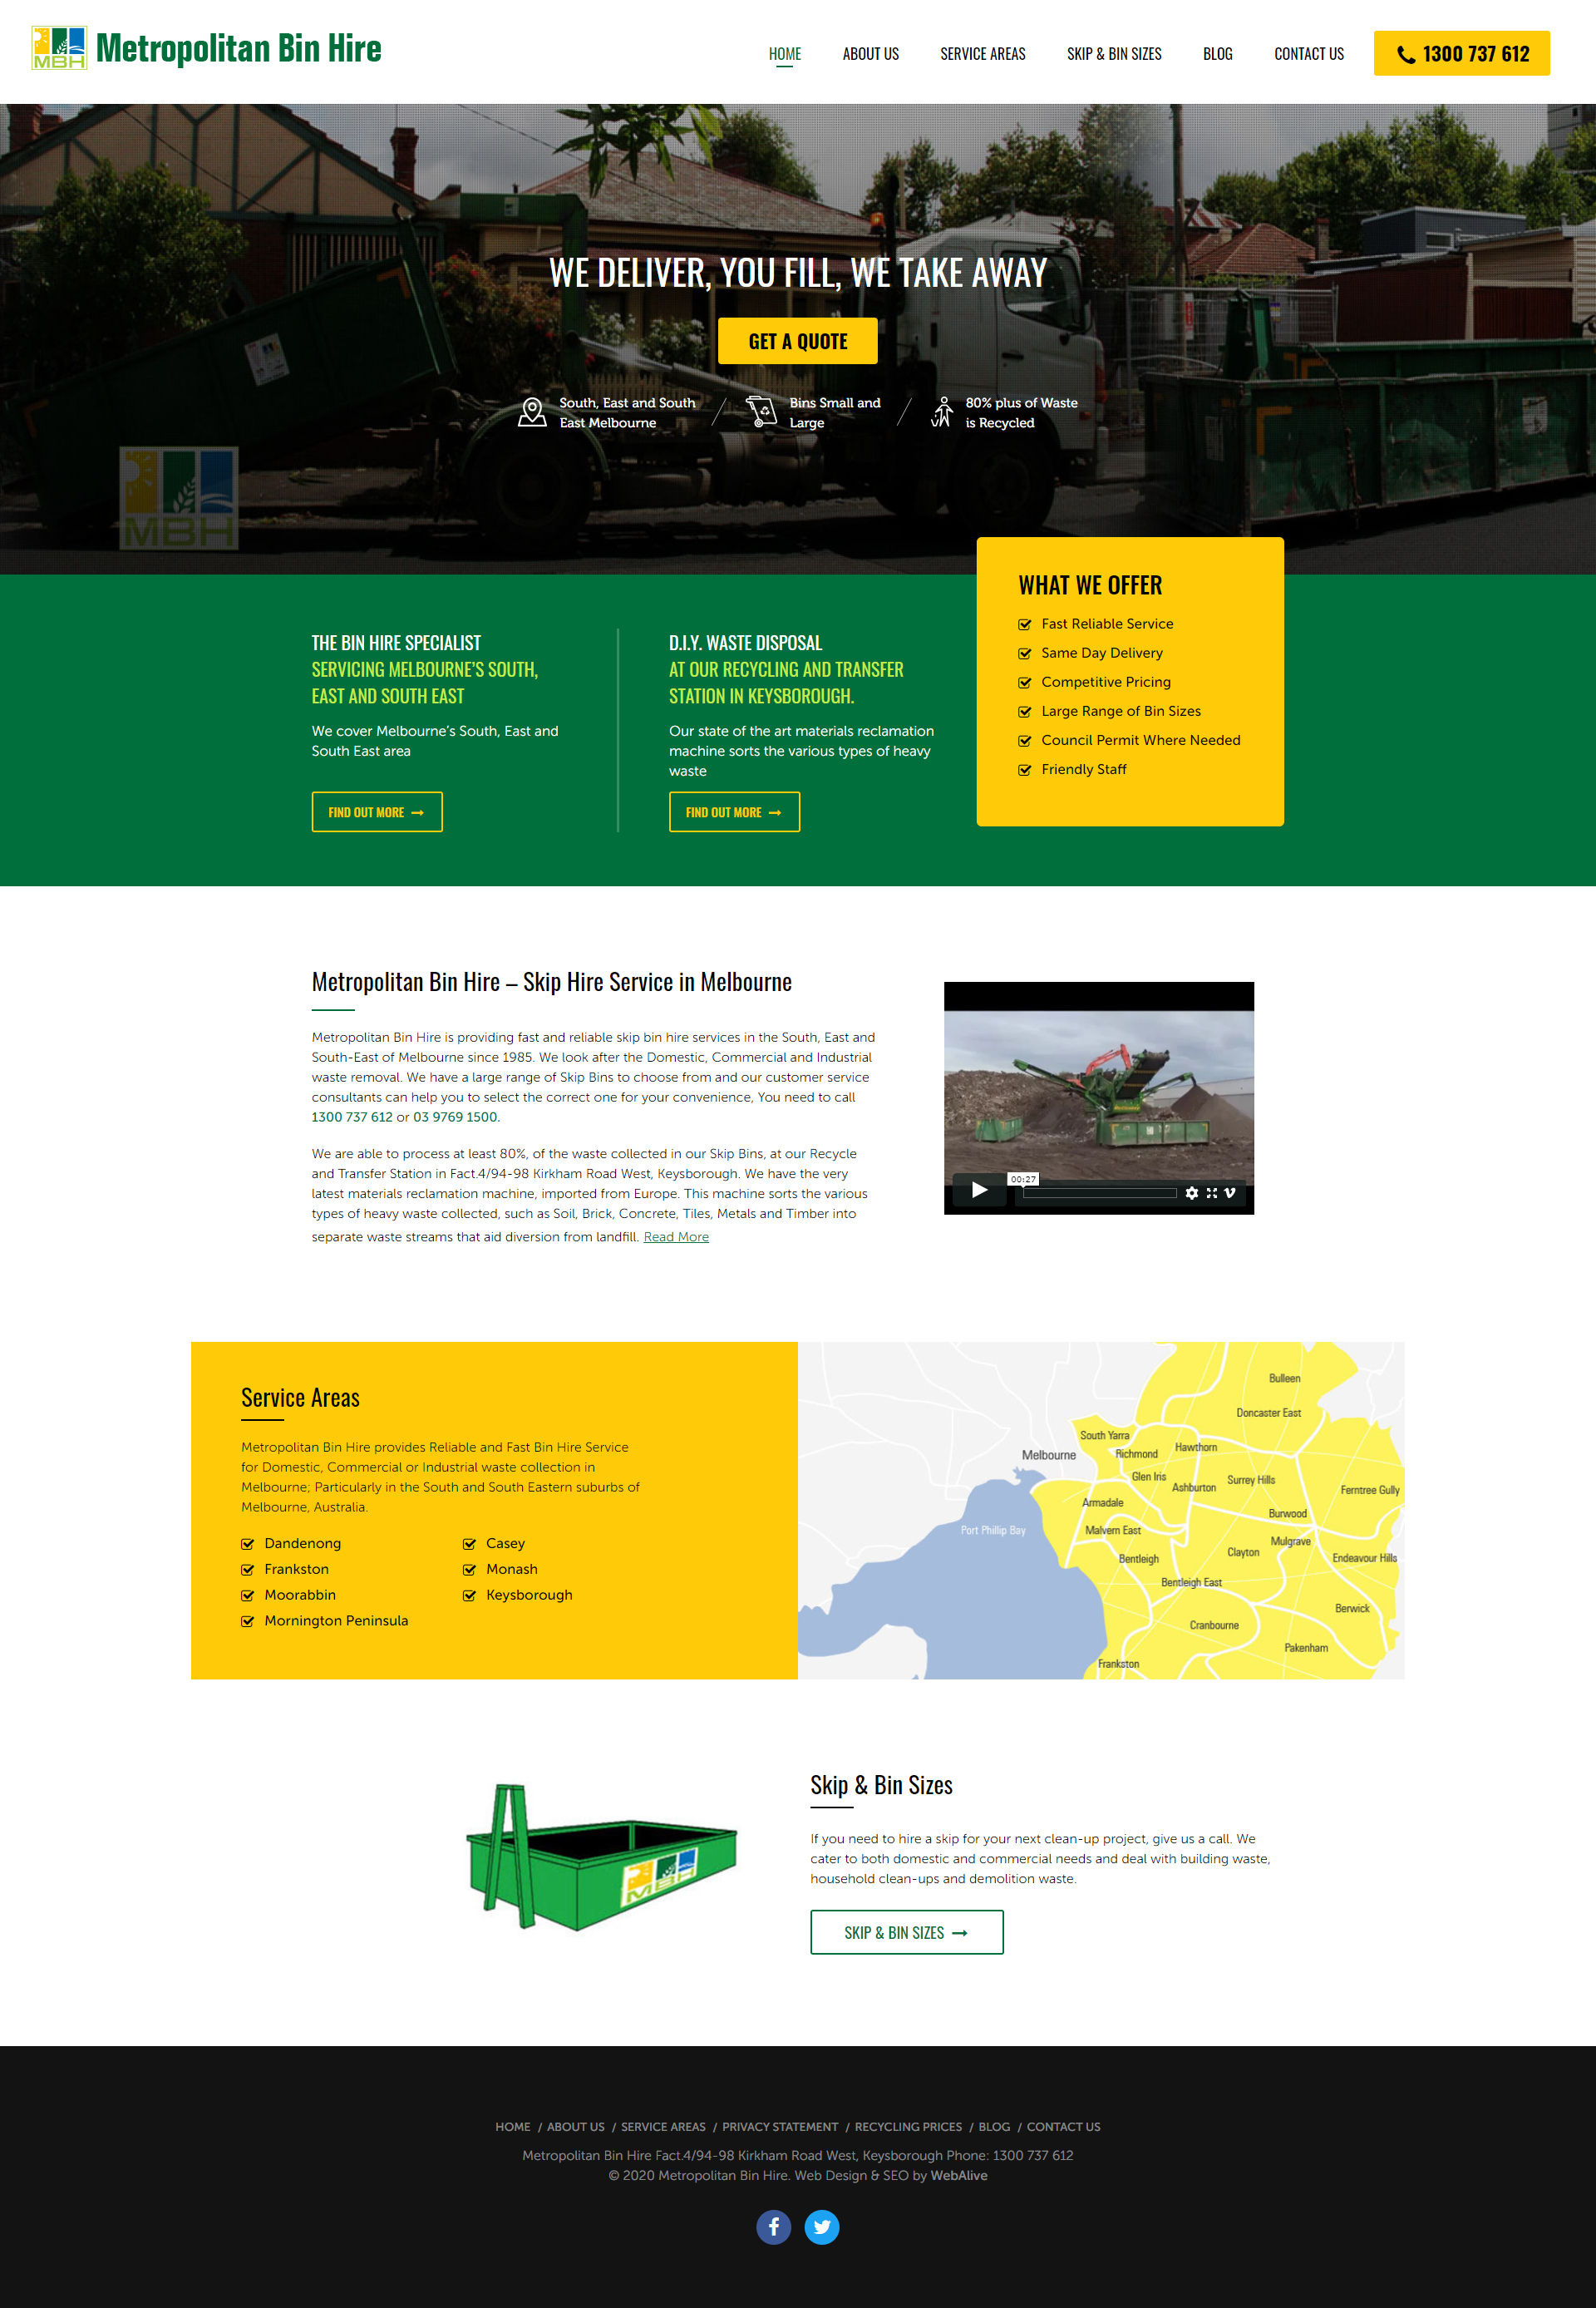 MBH
Metropolitan Bin Hire
HOME
ABOUT US
SERVICE AREAS
SKIP & BIN SIZES
BLOG
CONTACT US
1300 737 612
WE DELIVER, YOU FILL, WE TAKE AWAY
GET A QUOTE
South, East and South
East Melbourne
Bins Small and
Large
80% plus of Waste
is Recycled
MBH
THE BIN HIRE SPECIALIST
SERVICING MELBOURNE’S SOUTH,
EAST AND SOUTH EAST
We cover Melbourne’s South, East and
South East area
FIND OUT MORE
D.I.Y. WASTE DISPOSAL
AT OUR RECYCLING AND TRANSFER
STATION IN KEYSBOROUGH.
Our state of the art materials reclamation
machine sorts the various types of heavy
waste
FIND OUT MORE
WHAT WE OFFER
Fast Reliable Service
Same Day Delivery
Competitive Pricing
Large Range of Bin Sizes
Council Permit Where Needed
Friendly Staff
Metropolitan Bin Hire – Skip Hire Service in Melbourne
Metropolitan Bin Hire is providing fast and reliable skip bin hire services in the South, East and
South-East of Melbourne since 1985. We look after the Domestic, Commercial and Industrial
waste removal. We have a large range of Skip Bins to choose from and our customer service
consultants can help you to select the correct one for your convenience, You need to call
1300 737 612 or 03 9769 1500.
We are able to process at least 80%, of the waste collected in our Skip Bins, at our Recycle
and Transfer Station in Fact.4/94-98 Kirkham Road West, Keysborough. We have the very
latest materials reclamation machine, imported from Europe. This machine sorts the various
types of heavy waste collected, such as Soil, Brick, Concrete, Tiles, Metals and Timber into
separate waste streams that aid diversion from landfill. Read More
00:27
Service Areas
Metropolitan Bin Hire provides Reliable and Fast Bin Hire Service
for Domestic, Commercial or Industrial waste collection in
Melbourne; Particularly in the South and South Eastern suburbs of
Melbourne, Australia.
Dandenong
Frankston
Moorabbin
Mornington Peninsula
Casey
Monash
Keysborough
Bulleen
Doncaster East
South Yarra
Melbourne
Richmond
Hawthorn
Glen Iris
Ashburton
Surrey Hills
Ferntree Gully
Armadale
Burwood
Port Phillip Bay
Malvern East
Mulgrave
Bentleigh
Clayton
Endeavour Hills
Bentleigh East
Berwick
Cranbourne
Pakenham
Frankston
MBH
Skip & Bin Sizes
If you need to hire a skip for your next clean-up project, give us a call. We
cater to both domestic and commercial needs and deal with building waste,
household clean-ups and demolition waste.
SKIP & BIN SIZES
HOME / ABOUT US / SERVICE AREAS / PRIVACY STATEMENT / RECYCLING PRICES / BLOG / CONTACT US
Metropolitan Bin Hire Fact.4/94-98 Kirkham Road West, Keysborough Phone: 1300 737 612
© 2020 Metropolitan Bin Hire. Web Design & SEO by WebAlive